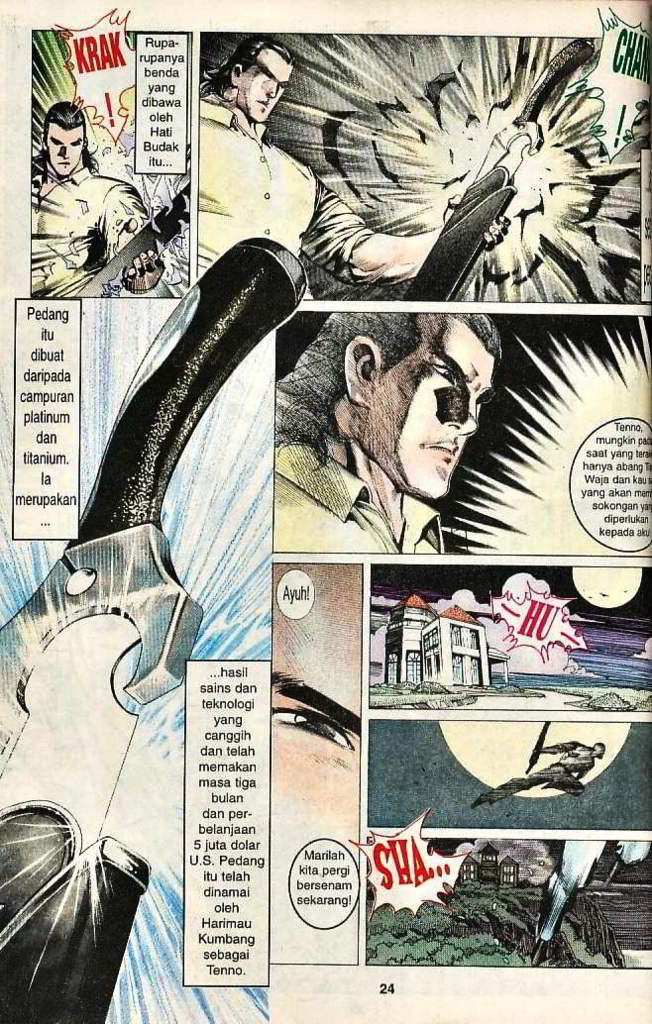 KRAK
!
Rupa-
rupanya
benda
yang
dibawa
oleh
Hati
Budak
itu...
!
Pedang
itu
dibuat
daripada
campuran
platinum
dan
titanium.
Ia
merupakan
...
Tenno,
mungkin
saat yang
hanya abang
Waja dan kau
yang akan
sokongan
diperlukan
kepada
...hasil
sains dan
teknologi
yang
canggih
dan telah
memakan
masa tiga
bulan
dan per-
belanjaan
5 juta dolar
U.S. Pedang
itu telah
dinamai
oleh
Harimau
Kumbang
sebagai
Tenno.
Ayuh!
Marilah
kita pergi
bersenam
sekarang!
HU
SHA...
24